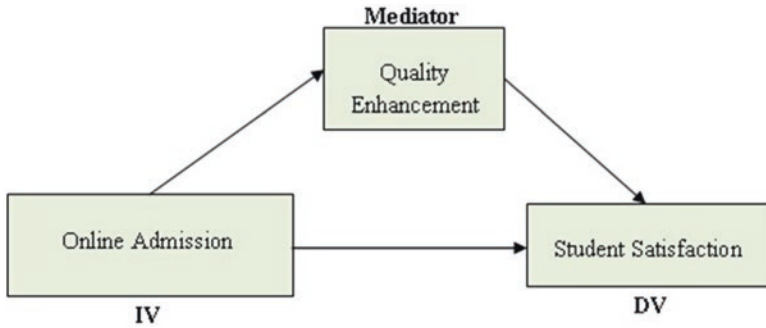 Mediator
Quality
Enhancement
Online Admission
Student Satisfaction
IV
DV